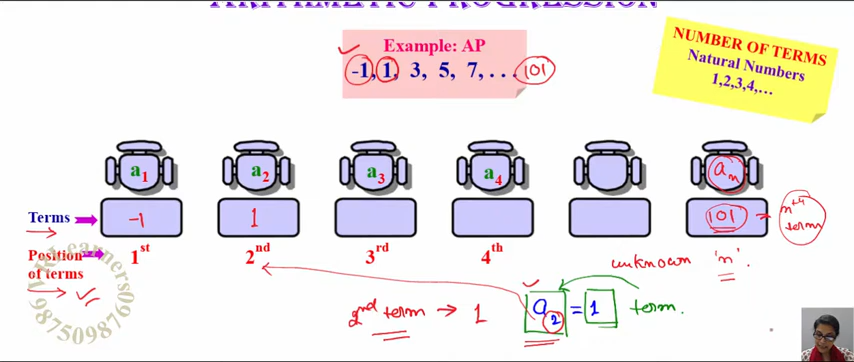 ARITHMETIC PROGRESSION
Example: AP
-1, 1, 3, 5, 7, . . . 101
NUMBER OF TERMS
Natural Numbers
1,2,3,4,...
a1 a2 a3 a4 an
Terms -1 1 101 → nth term
Position of terms 1st 2nd 3rd 4th
unknown 'n'.
2nd term → 1 a2 = 1 term.
9875098760